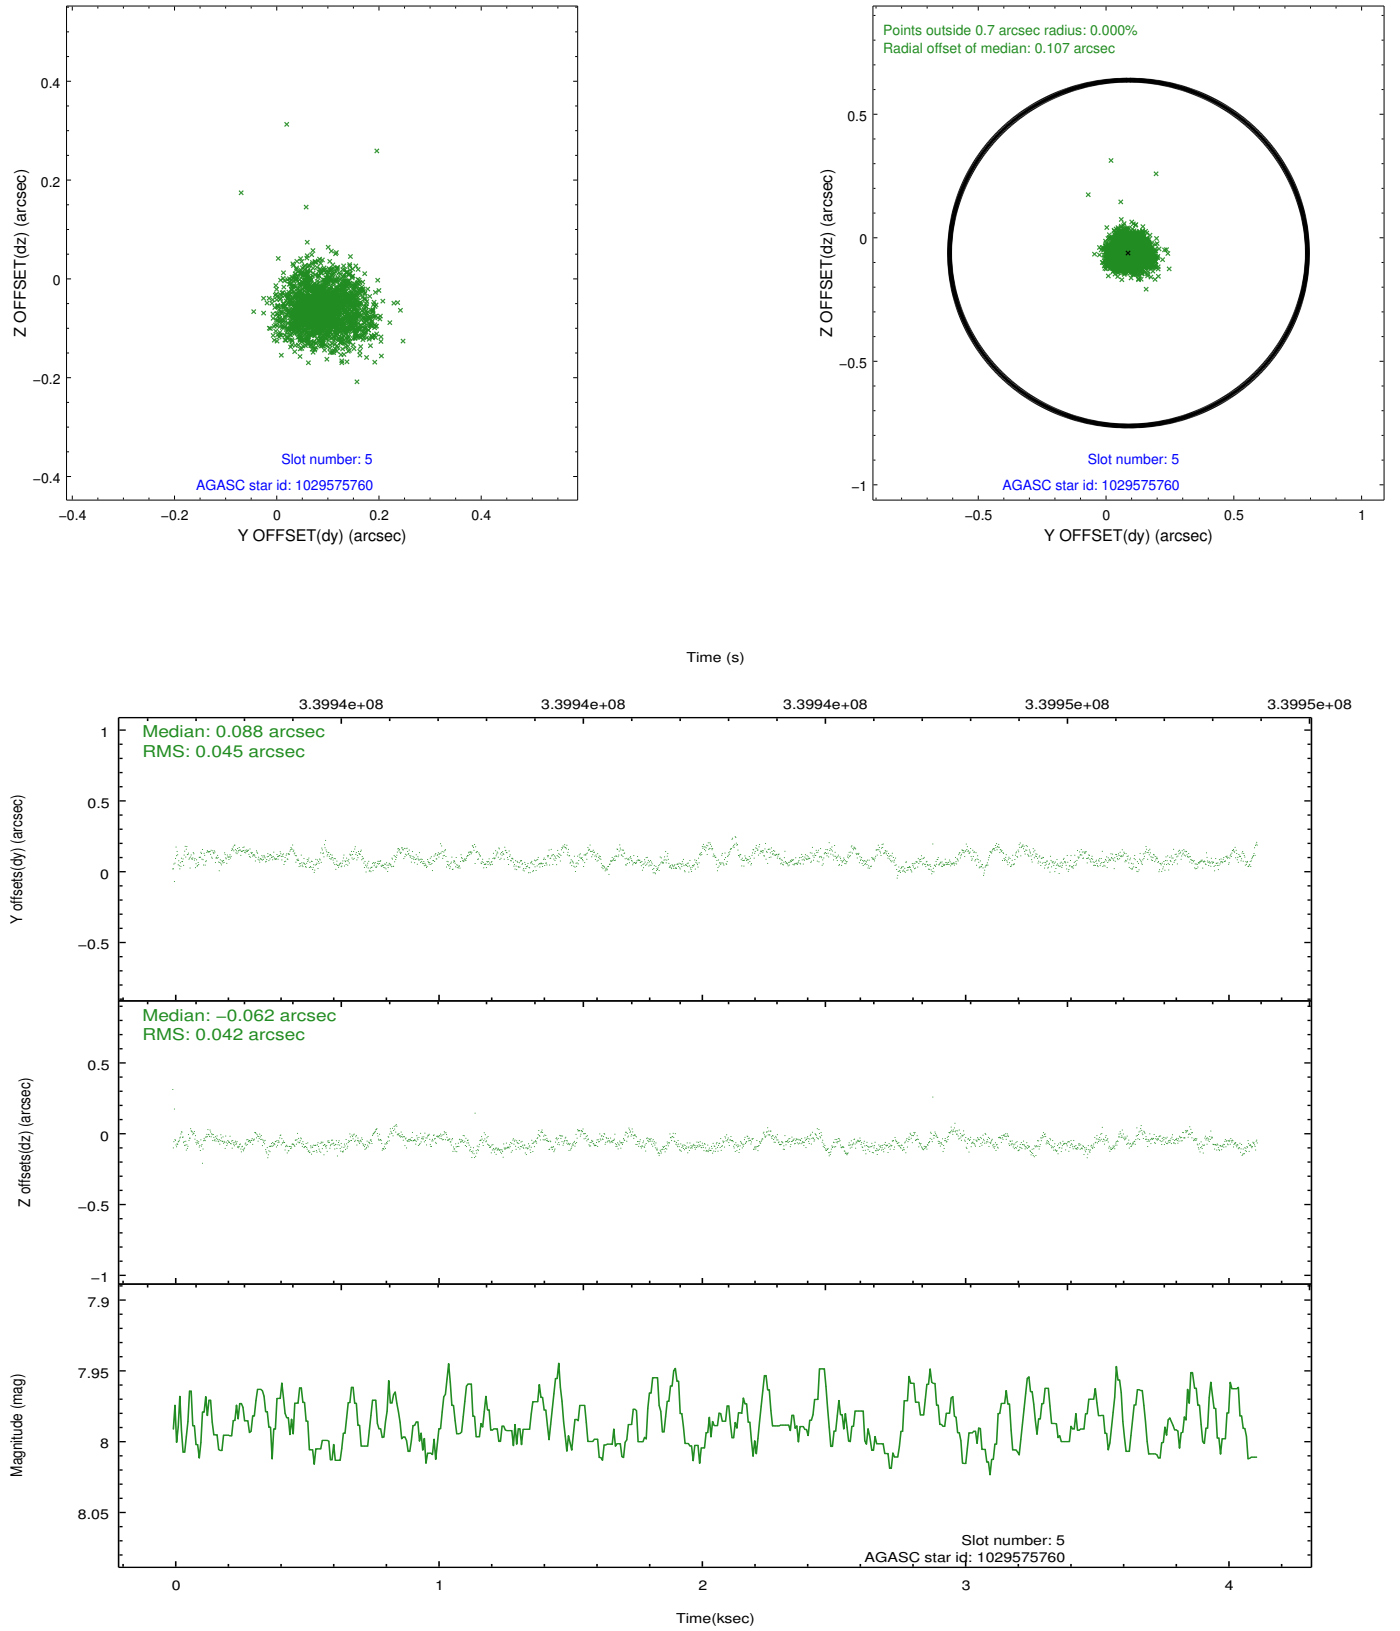 0.4
0.2
0
−0.2
−0.4
Z OFFSET(dz) (arcsec)
Slot number: 5
AGASC star id: 1029575760
−0.4
−0.2
0
0.2
0.4
Y OFFSET(dy) (arcsec)
Points outside 0.7 arcsec radius: 0.000%
Radial offset of median: 0.107 arcsec
0.5
0
−0.5
−1
Z OFFSET(dz) (arcsec)
Slot number: 5
AGASC star id: 1029575760
−0.5
0
0.5
1
Y OFFSET(dy) (arcsec)
Time (s)
3.3994e+08
3.3994e+08
3.3994e+08
3.3995e+08
3.3995e+08
Median: 0.088 arcsec
RMS: 0.045 arcsec
1
0.5
0
−0.5
Y offsets(dy) (arcsec)
Median: −0.062 arcsec
RMS: 0.042 arcsec
0.5
0
−0.5
−1
Z offsets(dz) (arcsec)
7.9
7.95
8
8.05
Magnitude (mag)
Slot number: 5
AGASC star id: 1029575760
0
1
2
3
4
Time(ksec)